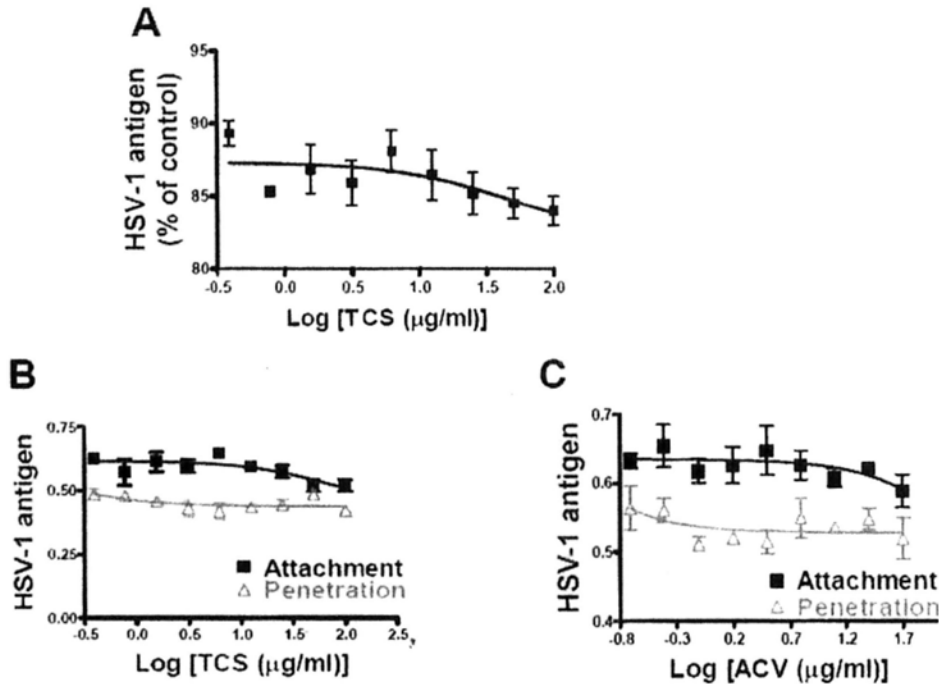 A
HSV-1 antigen
(% of control)
95
90
85
80
-0.5 0.0 0.5 1.0 1.5 2.0
Log [TCS (μg/ml)]
B
HSV-1 antigen
0.75
0.50
0.25
0.00
Attachment
Penetration
-0.5 0.0 0.5 1.0 1.5 2.0 2.5,
Log [TCS (μg/ml)]
C
HSV-1 antigen
0.7
0.6
0.5
0.4
Attachment
Penetration
-0.8 -0.3 0.2 0.7 1.2 1.7
Log [ACV (μg/ml)]